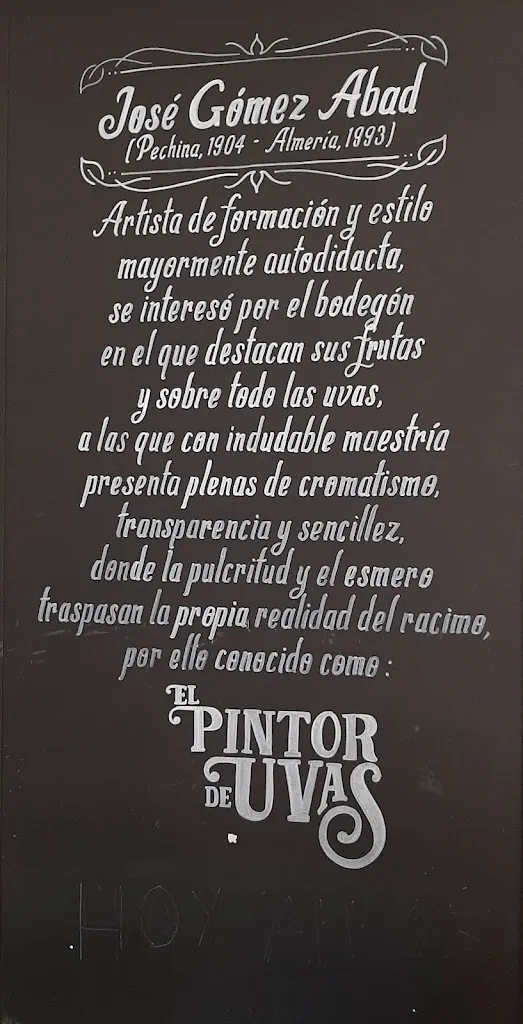 José Gómez Abad
(Pechina, 1904 - Almería, 1993)
Artista de formación y estilo
mayormente autodidacta,
se interesó por el bodegón
en el que destacan sus frutas
y sobre todo las uvas,
a las que con indudable maestría
presenta plenas de cromatismo,
transparencia y sencillez,
donde la pulcritud y el esmero
traspasan la propia realidad del racimo,
por ello conocido como:
EL
PINTOR
DE UVAS
HOY